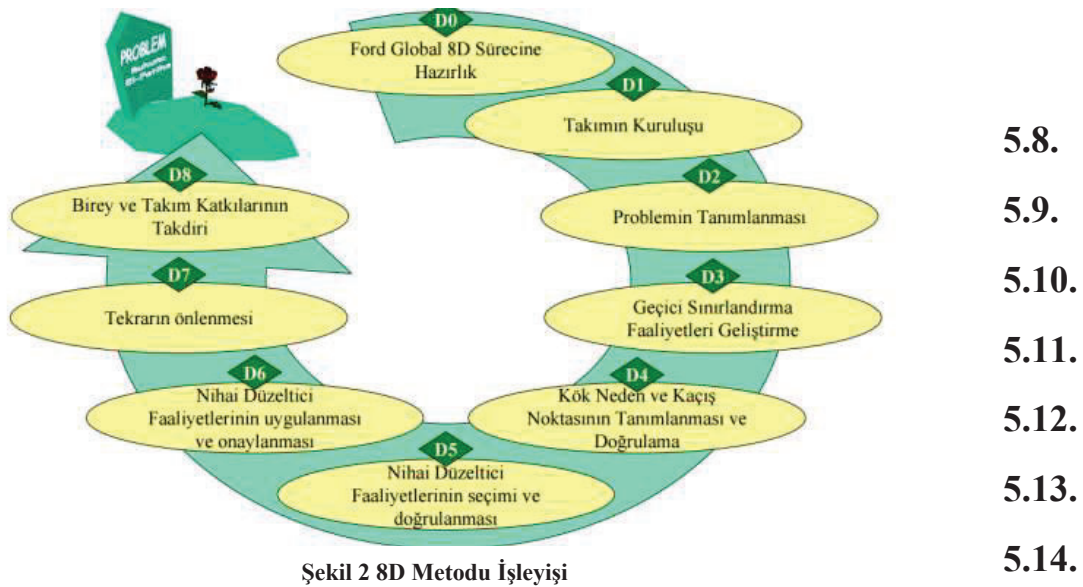 D0
Ford Global 8D Sürecine
Hazırlık
D1
Takımın Kuruluşu
D2
Problemin Tanımlanması
D3
Geçici Sınırlandırma
Faaliyetleri Geliştirme
D4
Kök Neden ve Kaçış
Noktasının Tanımlanması ve
Doğrulama
D5
Nihai Düzeltici
Faaliyetlerinin seçimi ve
doğrulanması
D6
Nihai Düzeltici
Faaliyetlerinin uygulanması
ve onaylanması
D7
Tekrarın önlenmesi
D8
Birey ve Takım Katkılarının
Takdiri
PROBLEM
Şekil 2 8D Metodu İşleyişi
5.8.
5.9.
5.10.
5.11.
5.12.
5.13.
5.14.